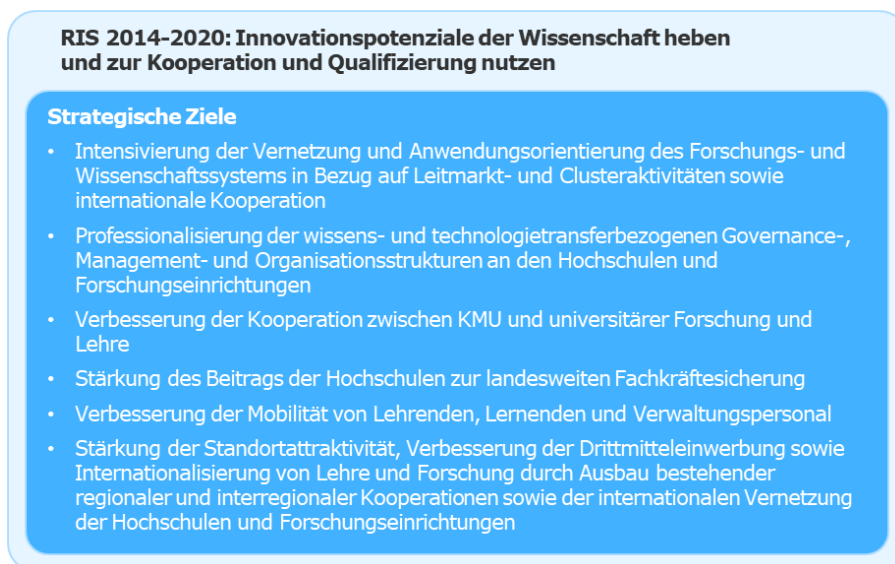 RIS 2014-2020: Innovationspotenziale der Wissenschaft heben
und zur Kooperation und Qualifizierung nutzen
Strategische Ziele
• Intensivierung der Vernetzung und Anwendungsorientierung des Forschungs- und
Wissenschaftssystems in Bezug auf Leitmarkt- und Clusteraktivitäten sowie
internationale Kooperation
• Professionalisierung der wissens- und technologietransferbezogenen Governance-,
Management- und Organisationsstrukturen an den Hochschulen und
Forschungseinrichtungen
• Verbesserung der Kooperation zwischen KMU und universitärer Forschung und
Lehre
• Stärkung des Beitrags der Hochschulen zur landesweiten Fachkräftesicherung
• Verbesserung der Mobilität von Lehrenden, Lernenden und Verwaltungspersonal
• Stärkung der Standortattraktivität, Verbesserung der Drittmitteleinwerbung sowie
Internationalisierung von Lehre und Forschung durch Ausbau bestehender
regionaler und interregionaler Kooperationen sowie der internationalen Vernetzung
der Hochschulen und Forschungseinrichtungen